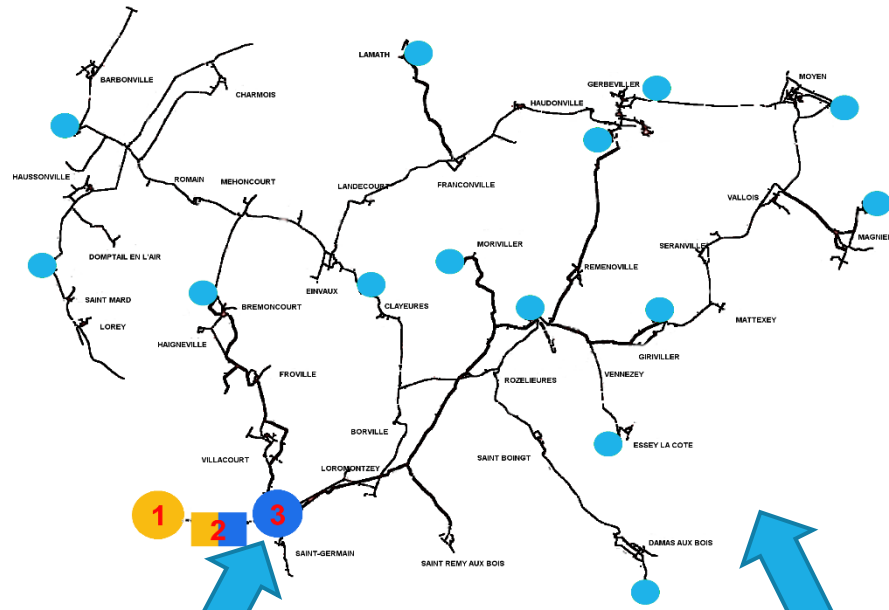 LAMATH
BARBONVILLE
MOYEN
GERBEVILLER
CHARMOIS
HAUDONVILLE
HAUSSONVILLE
ROMAIN
MEHONCOURT
LANDECOURT
FRANCONVILLE
VALLOIS
MAGNIE
DOMPTAIL EN L'AIR
MORIVILLER
SERANVILLE
REMENOVILLE
EINVAUX
SAINT MARD
BREMONCOURT
CLAYEURES
MATTEXEY
LOREY
HAIGNEVILLE
GIRIVILLER
FROVILLE
VENNEZEY
ROZELIEURES
BORVILLE
ESSEY LA COTE
VILLACOURT
SAINT BOINGT
LOROMONTZEY
1
2
3
SAINT-GERMAIN
SAINT REMY AUX BOIS
DAMAS AUX BOIS